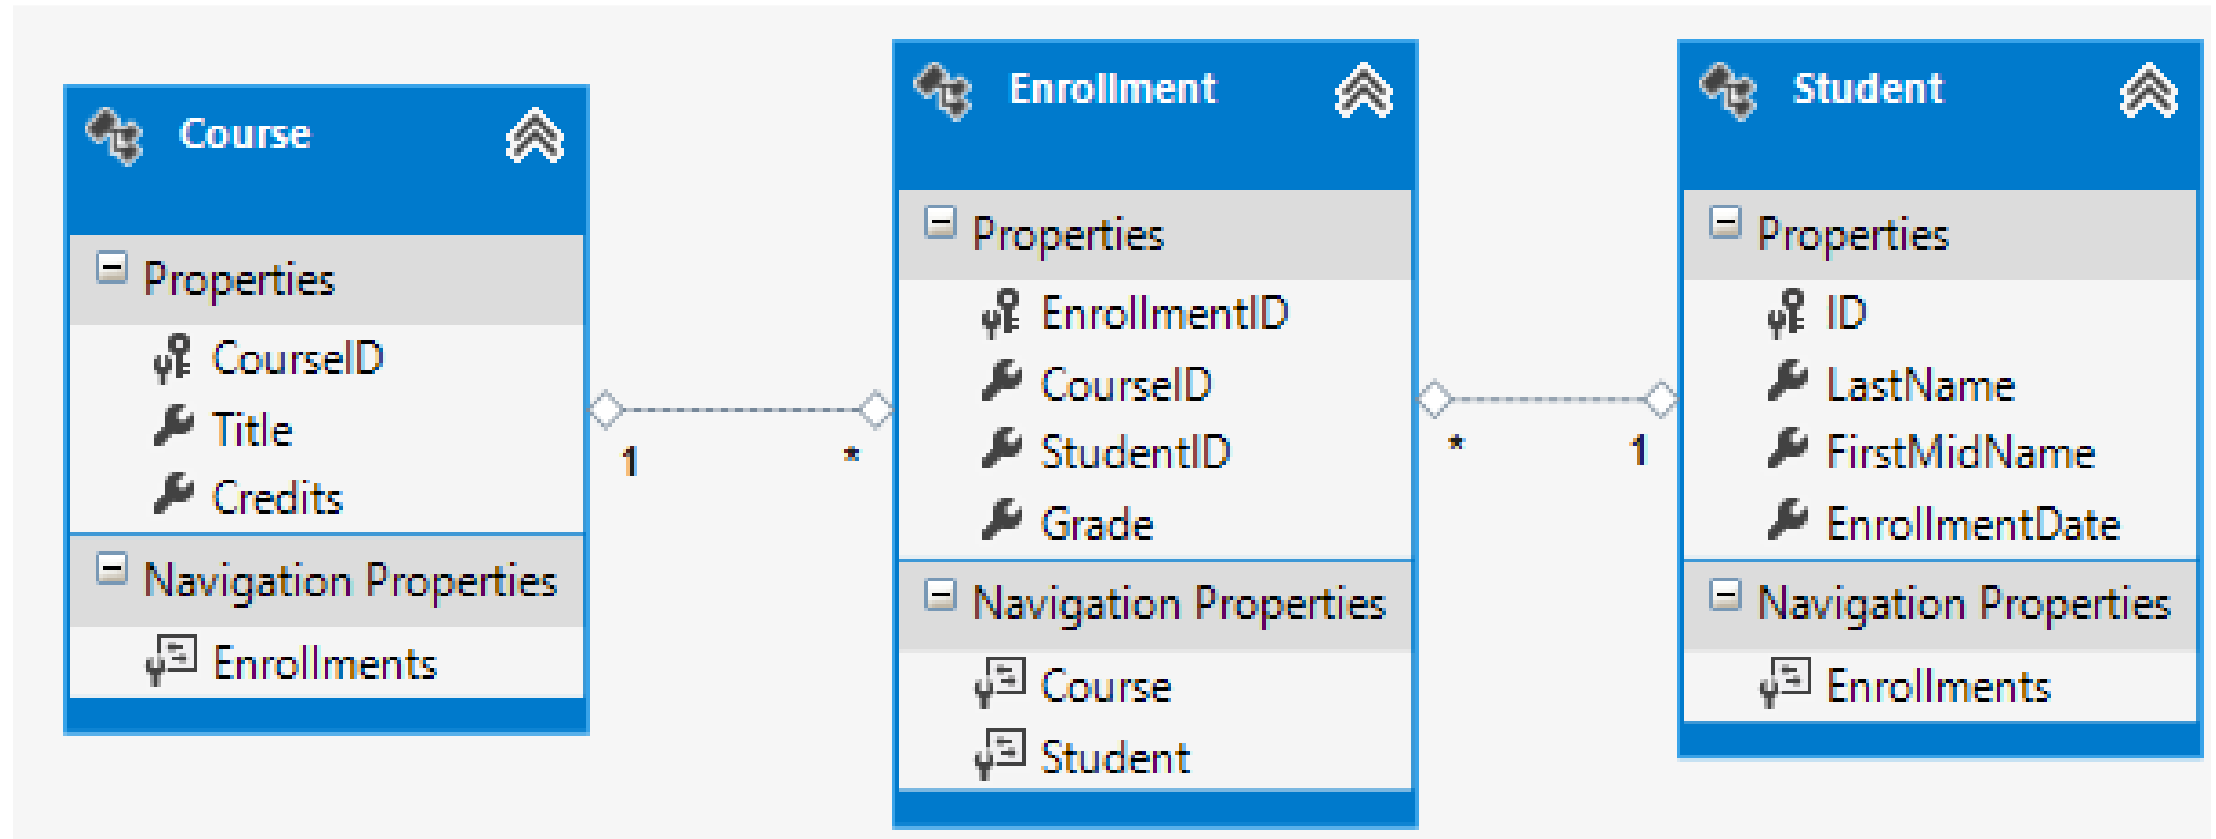 Course
Properties
CourseID
Title
Credits
Navigation Properties
Enrollments
1
*
Enrollment
Properties
EnrollmentID
CourseID
StudentID
Grade
Navigation Properties
Course
Student
*
1
Student
Properties
ID
LastName
FirstMidName
EnrollmentDate
Navigation Properties
Enrollments